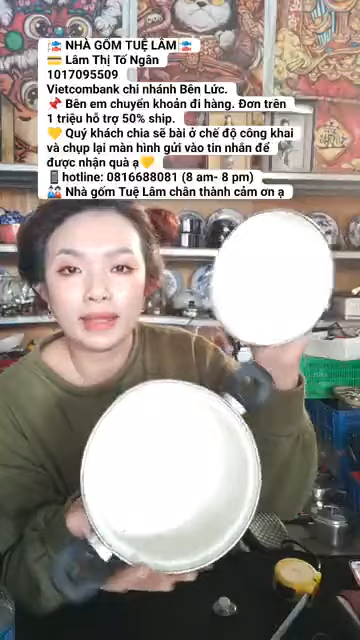 NHÀ GỐM TUỆ LÂM
Lâm Thị Tố Ngân
1017095509
Vietcombank chi nhánh Bên Lức.
Bên em chuyển khoản đi hàng. Đơn trên
1 triệu hỗ trợ 50% ship.
Quý khách chia sẽ bài ở chế độ công khai
và chụp lại màn hình gửi vào tin nhắn để
được nhận quà ạ
hotline: 0816688081 (8 am- 8 pm)
Nhà gốm Tuệ Lâm chân thành cảm ơn ạ